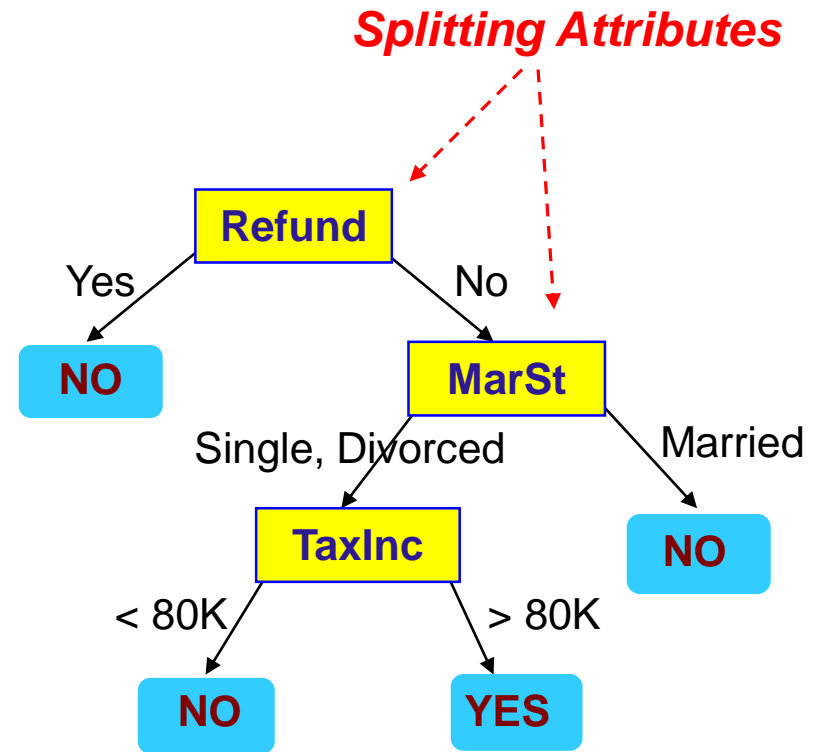 Splitting Attributes
Refund
Yes
No
NO
MarSt
Single, Divorced
Married
TaxInc
NO
< 80K
> 80K
NO
YES